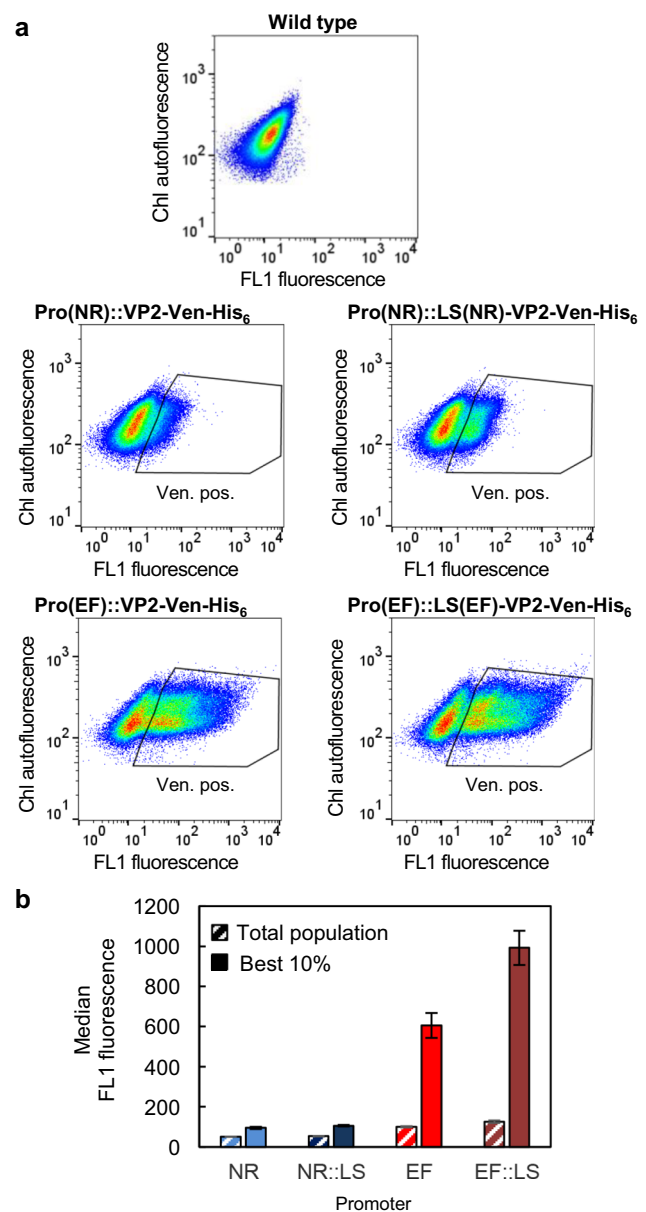 a
Wild type
Chl autofluorescence
10³
10²
10¹
10⁰ 10¹ 10² 10³ 10⁴
FL1 fluorescence
Pro(NR)::VP2-Ven-His₆
Chl autofluorescence
10³
10²
10¹
Ven. pos.
10⁰ 10¹ 10² 10³ 10⁴
FL1 fluorescence
Pro(NR)::LS(NR)-VP2-Ven-His₆
Chl autofluorescence
10³
10²
10¹
Ven. pos.
10⁰ 10¹ 10² 10³ 10⁴
FL1 fluorescence
Pro(EF)::VP2-Ven-His₆
Chl autofluorescence
10³
10²
10¹
Ven. pos.
10⁰ 10¹ 10² 10³ 10⁴
FL1 fluorescence
Pro(EF)::LS(EF)-VP2-Ven-His₆
Chl autofluorescence
10³
10²
10¹
Ven. pos.
10⁰ 10¹ 10² 10³ 10⁴
FL1 fluorescence
b
Median
FL1 fluorescence
1200
1000
800
600
400
200
0
Total population
Best 10%
NR NR::LS EF EF::LS
Promoter